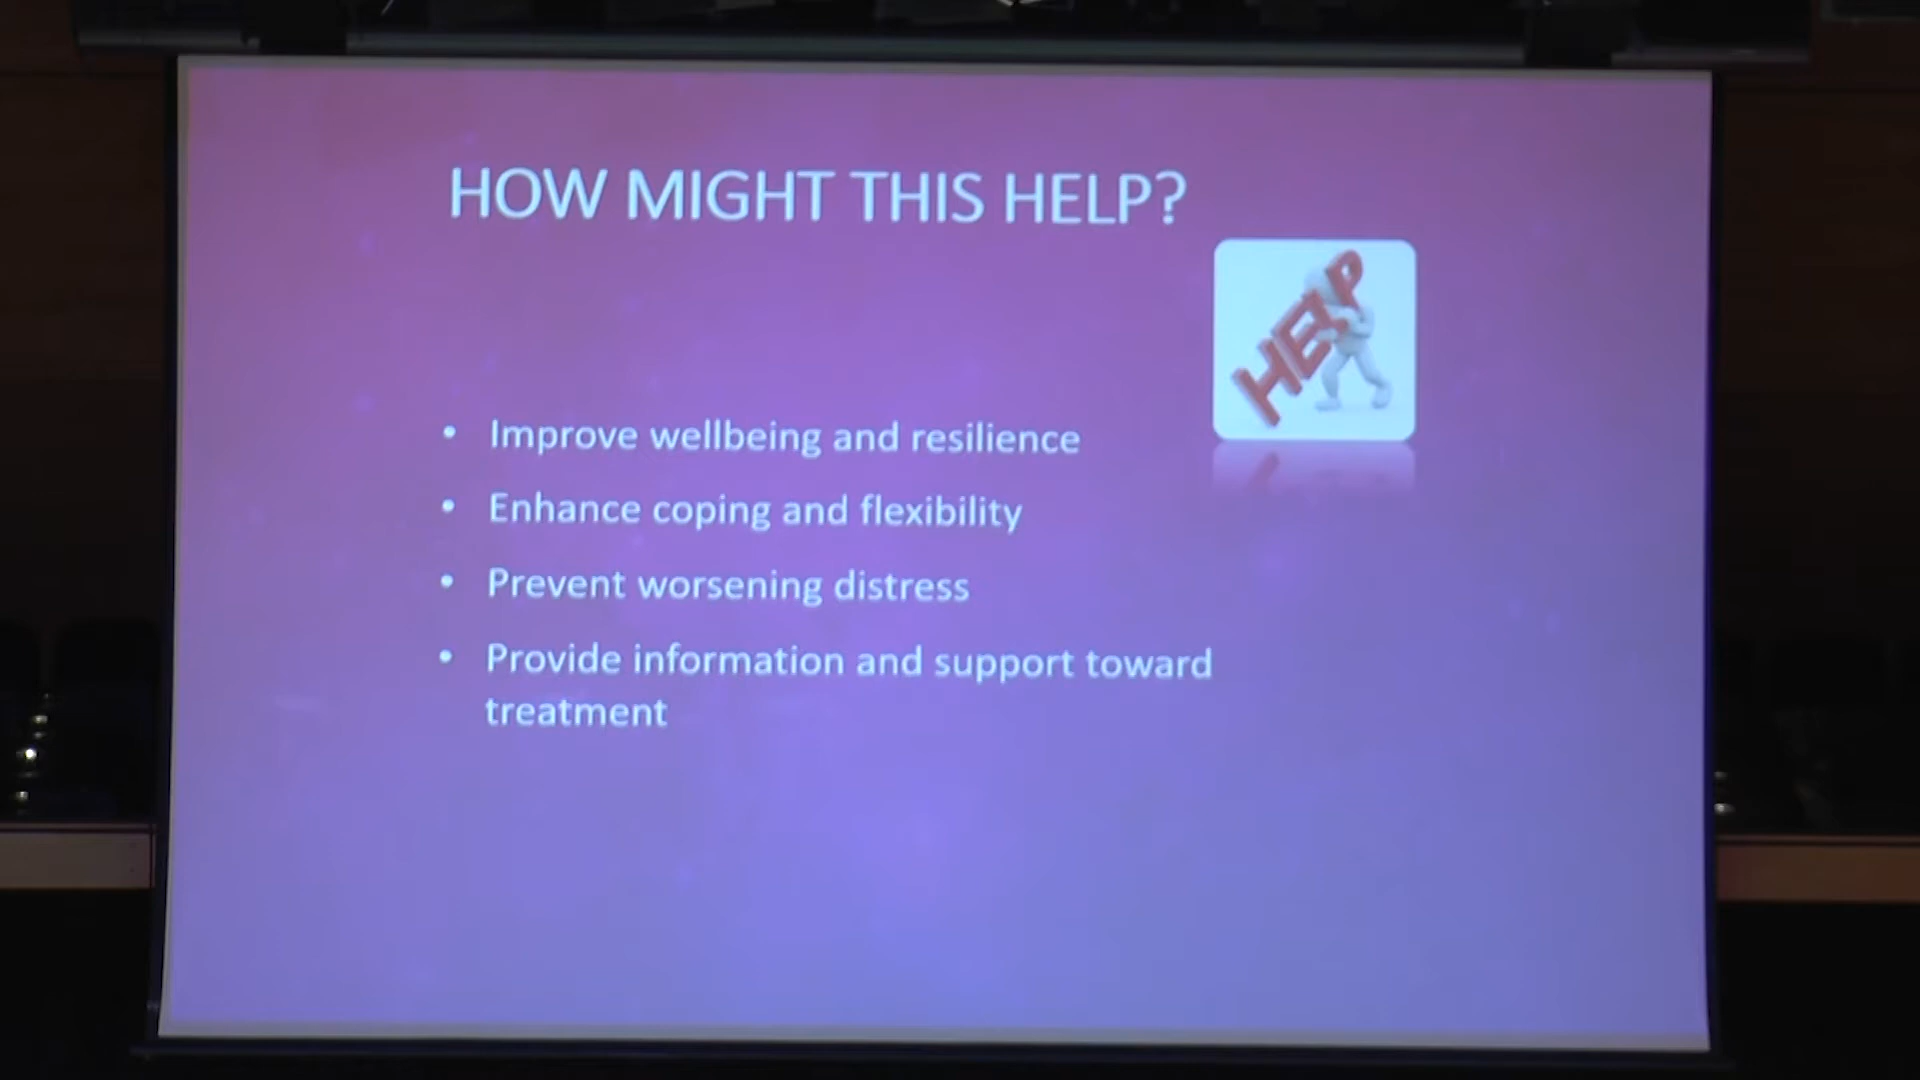 HOW MIGHT THIS HELP?
HELP
• Improve wellbeing and resilience
• Enhance coping and flexibility
• Prevent worsening distress
• Provide information and support toward
treatment